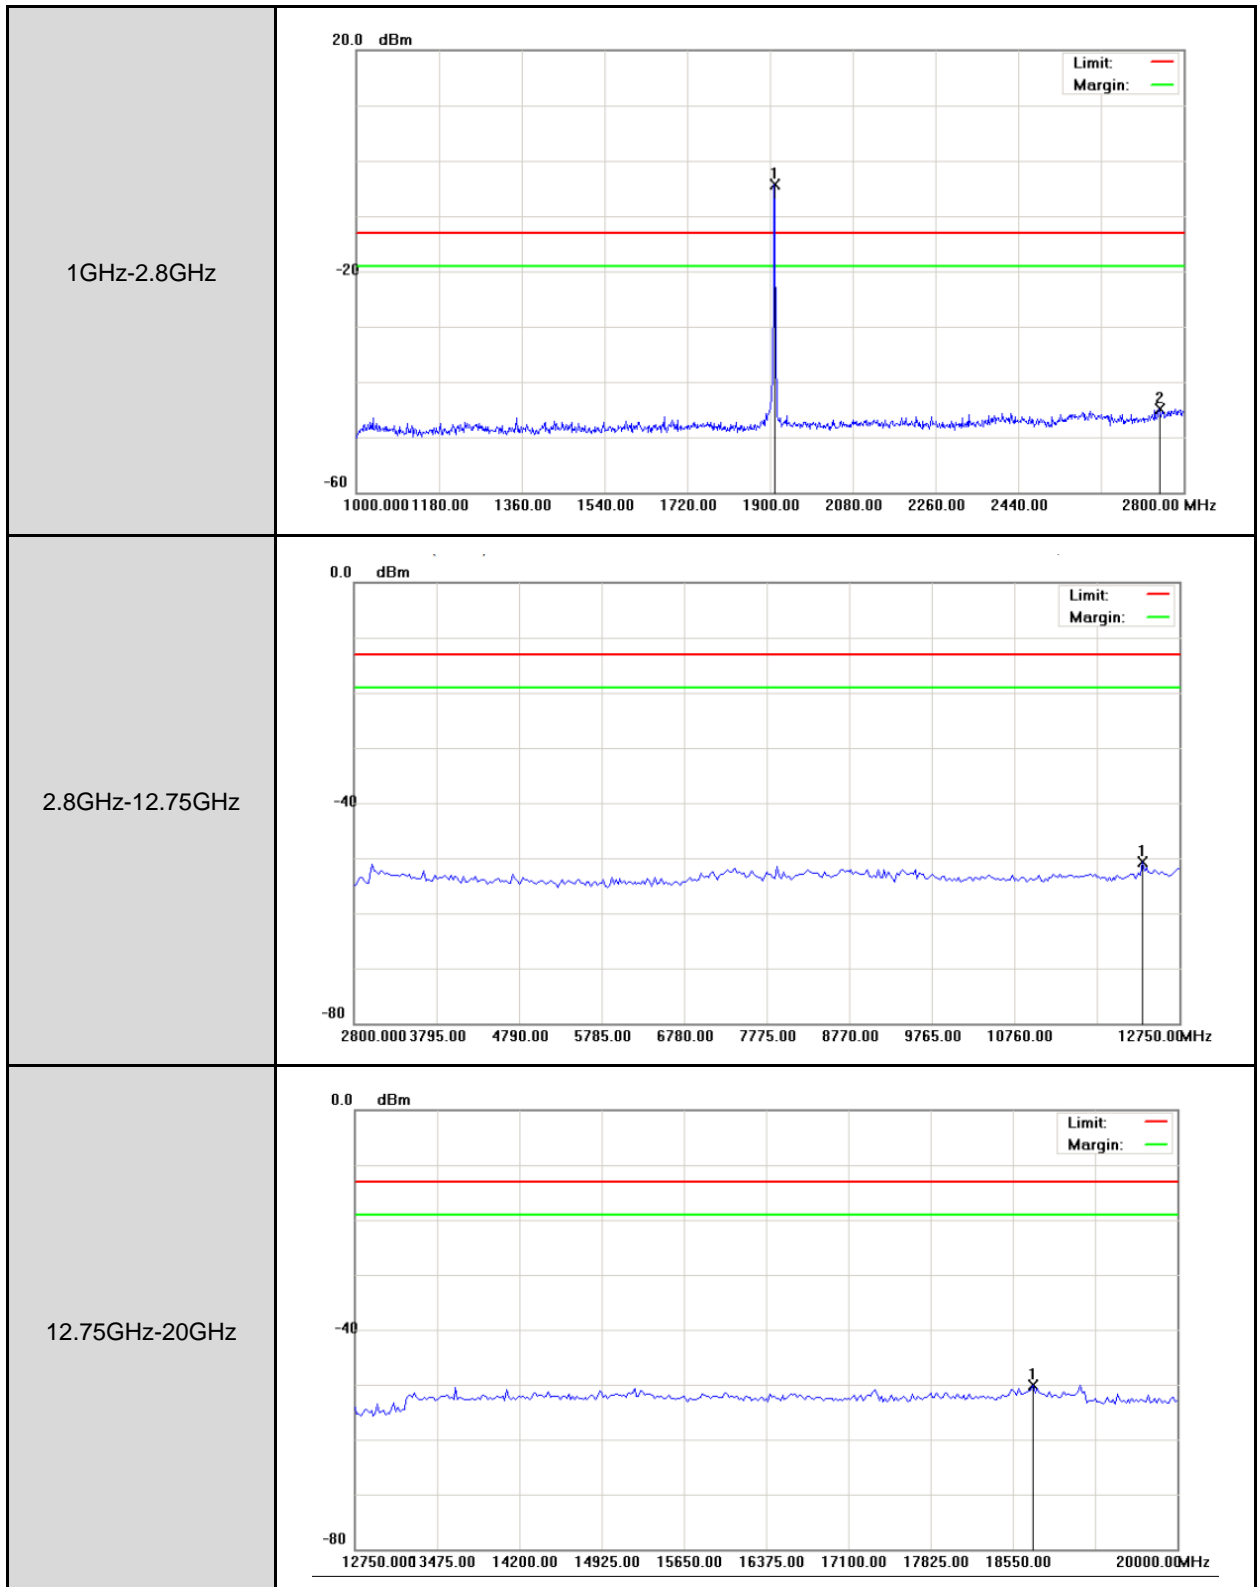 1GHz-2.8GHz
20.0 dBm
Limit:
Margin:
1
-20
2
-60
1000.000 1180.00 1360.00 1540.00 1720.00 1900.00 2080.00 2260.00 2440.00 2800.00 MHz
2.8GHz-12.75GHz
0.0 dBm
Limit:
Margin:
-40
1
-80
2800.000 3795.00 4790.00 5785.00 6780.00 7775.00 8770.00 9765.00 10760.00 12750.00 MHz
12.75GHz-20GHz
0.0 dBm
Limit:
Margin:
-40
1
-80
12750.000 13475.00 14200.00 14925.00 15650.00 16375.00 17100.00 17825.00 18550.00 20000.00 MHz